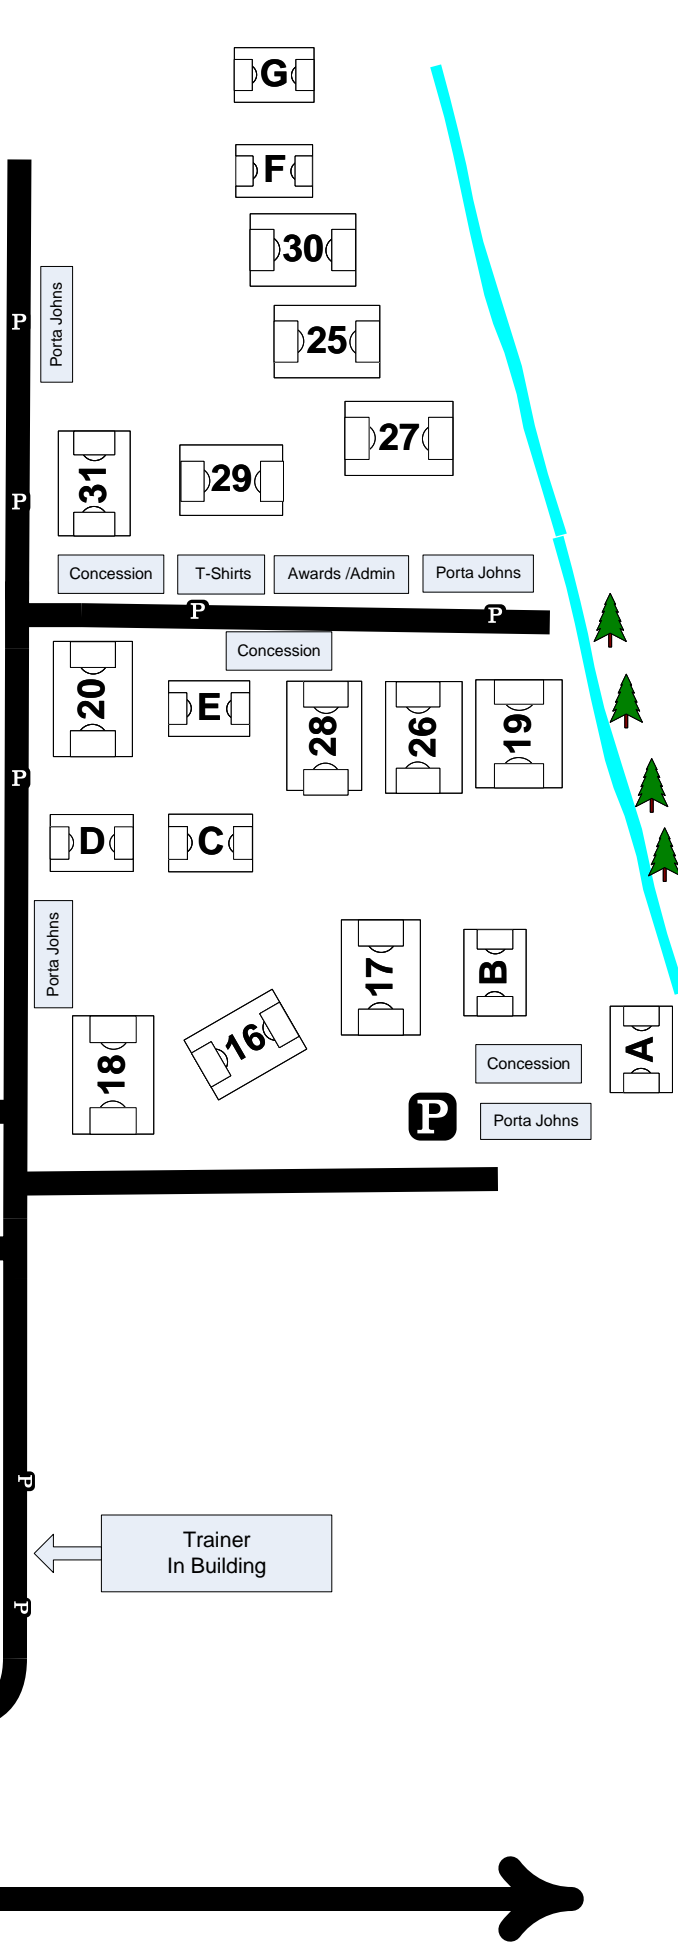 G
F
30
P
Porta Johns
25
27
31
29
P
Concession
T-Shirts
Awards /Admin
Porta Johns
P
P
Concession
20
E
28
26
19
P
D
C
Porta Johns
17
B
16
18
A
Concession
P
Porta Johns
P
Trainer
In Building
P